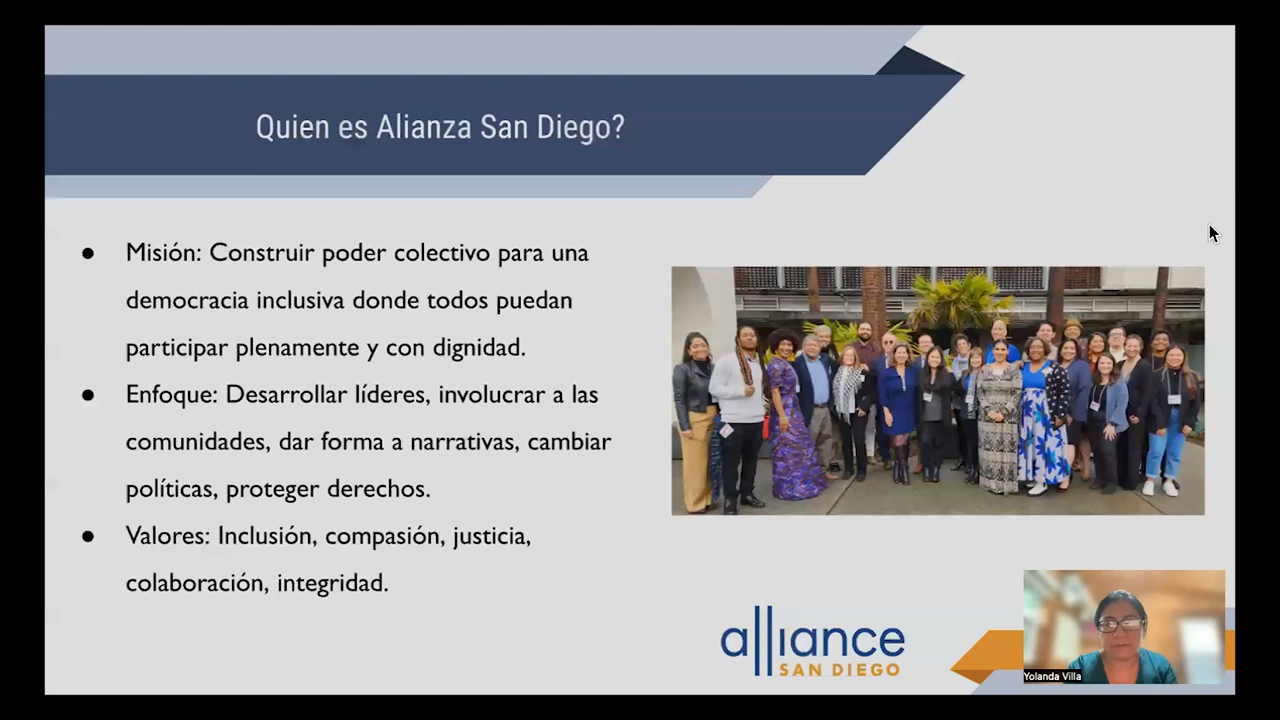 Quien es Alianza San Diego?
● Misión: Construir poder colectivo para una
democracia inclusiva donde todos puedan
participar plenamente y con dignidad.
● Enfoque: Desarrollar líderes, involucrar a las
comunidades, dar forma a narrativas, cambiar
políticas, proteger derechos.
● Valores: Inclusión, compasión, justicia,
colaboración, integridad.
alliance
SAN DIEGO
Yolanda Villa